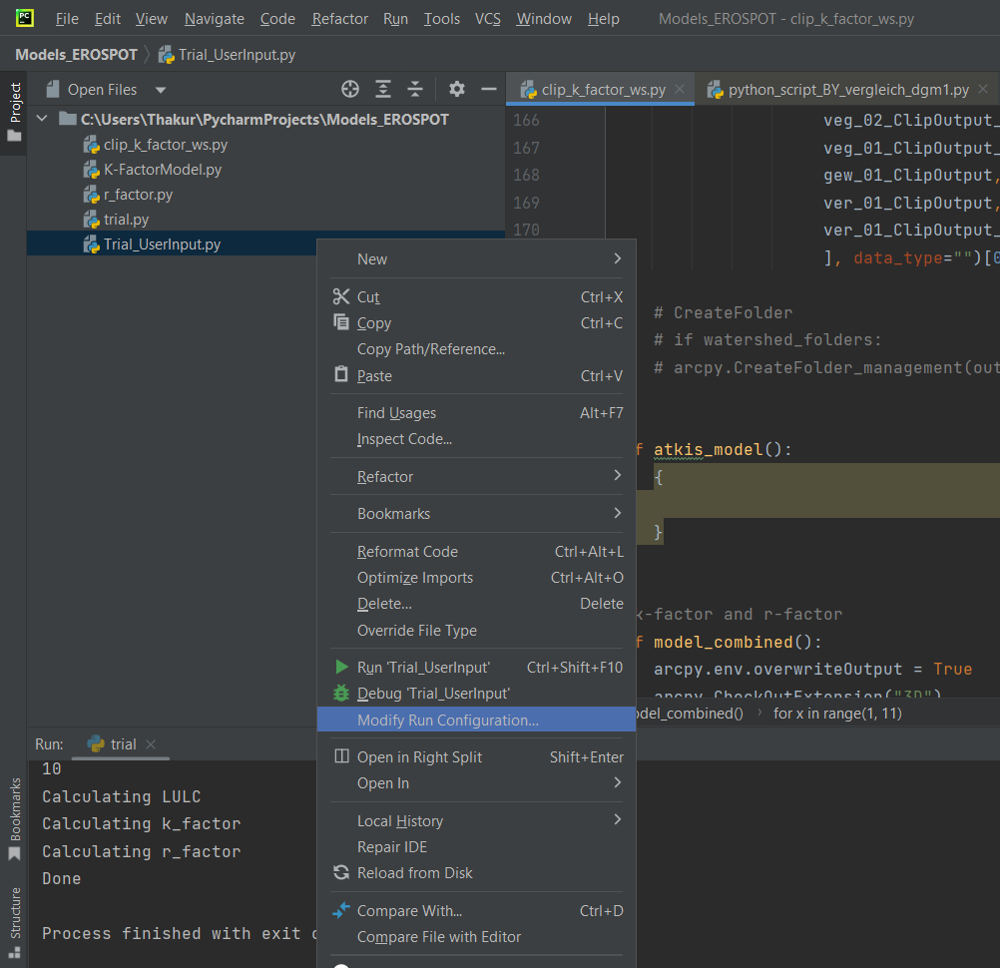 PC
File Edit View Navigate Code Refactor Run Tools VCS Window Help Models_EROSPOT - clip_k_factor_ws.py
Models_EROSPOT Trial_UserInput.py
Project
Open Files
C:\Users\Thakur\PycharmProjects\Models_EROSPOT
clip_k_factor_ws.py
K-FactorModel.py
r_factor.py
trial.py
Trial_UserInput.py
clip_k_factor_ws.py python_script_BY_vergleich_dgm1.py
166 veg_02_ClipOutput_
167 veg_01_ClipOutput_
168 gew_01_ClipOutput,
169 ver_01_ClipOutput,
170 ver_01_ClipOutput_
], data_type="")[0
# CreateFolder
# if watershed_folders:
# arcpy.CreateFolder_management(out
f atkis_model():
{
}
k-factor and r-factor
f model_combined():
arcpy.env.overwriteOutput = True
arcpy.CheckOutExtension("3D")
odel_combined() for x in range(1, 11)
New
Cut Ctrl+X
Copy Ctrl+C
Copy Path/Reference...
Paste Ctrl+V
Find Usages Alt+F7
Inspect Code...
Refactor
Bookmarks
Reformat Code Ctrl+Alt+L
Optimize Imports Ctrl+Alt+O
Delete... Delete
Override File Type
Run 'Trial_UserInput' Ctrl+Shift+F10
Debug 'Trial_UserInput'
Modify Run Configuration...
Open in Right Split Shift+Enter
Open In
Local History
Repair IDE
Reload from Disk
Compare With... Ctrl+D
Compare File with Editor
Run: trial
10
Calculating LULC
Calculating k_factor
Calculating r_factor
Done
Process finished with exit c
Bookmarks
Structure